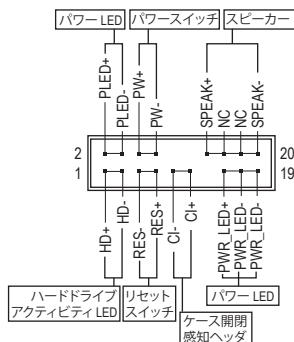 パワー LED
パワースイッチ
スピーカー
PLED+
PLED-
PW+
PW-
SPEAK+
NC
NC
SPEAK-
2
20
1
19
HD+
HD-
RES-
RES+
CI-
CI+
PWR_LED+
PWR_LED-
PWR_LED-
ハードドライブ
アクティビティ LED
リセット
スイッチ
パワー LED
ケース開閉
感知ヘッダ